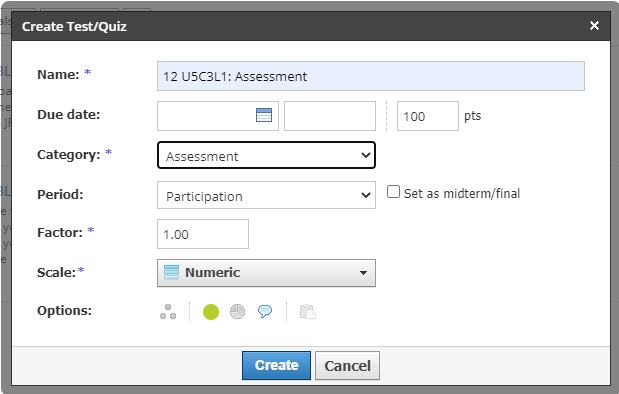 Create Test/Quiz ×
Name: * 12 U5C3L1: Assessment
Due date: 100 pts
Category: * Assessment
Period: Participation Set as midterm/final
Factor: * 1.00
Scale:* Numeric
Options:
Create Cancel